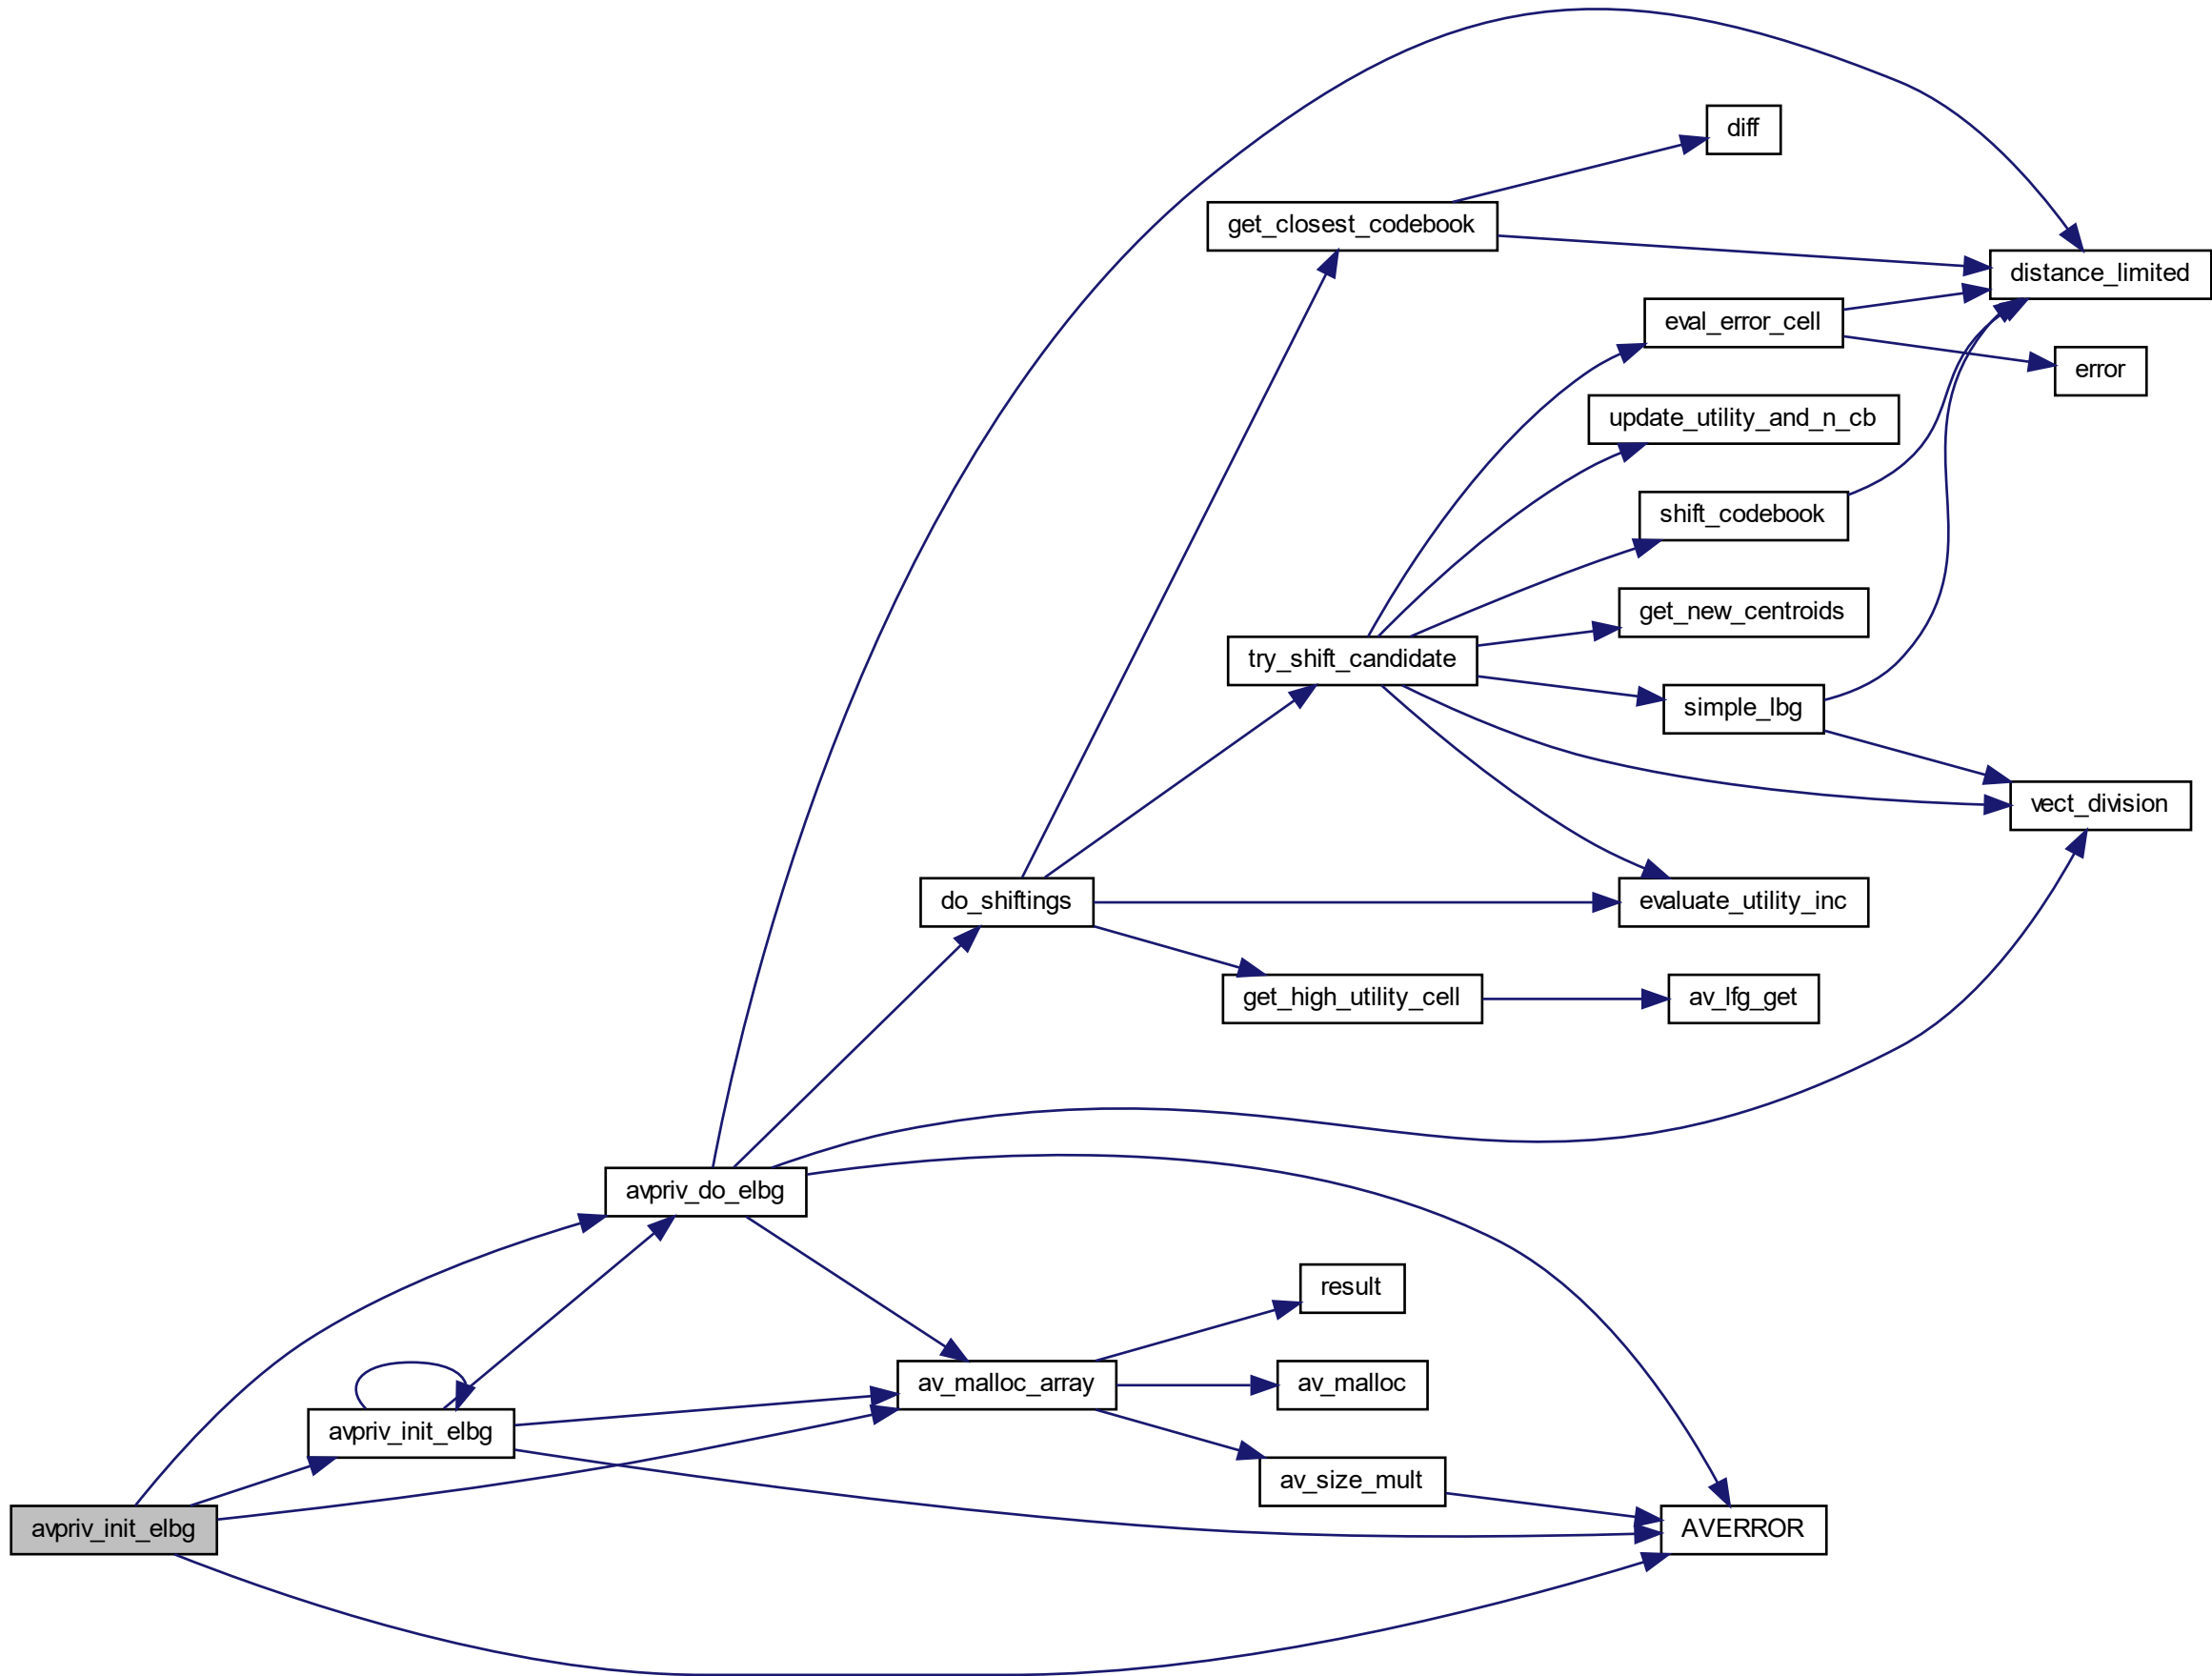 diff
get_closest_codebook
distance_limited
eval_error_cell
error
update_utility_and_n_cb
shift_codebook
get_new_centroids
try_shift_candidate
simple_lbg
vect_division
do_shiftings
evaluate_utility_inc
get_high_utility_cell
av_lfg_get
avpriv_do_elbg
result
av_malloc_array
av_malloc
avpriv_init_elbg
av_size_mult
avpriv_init_elbg
AVERROR